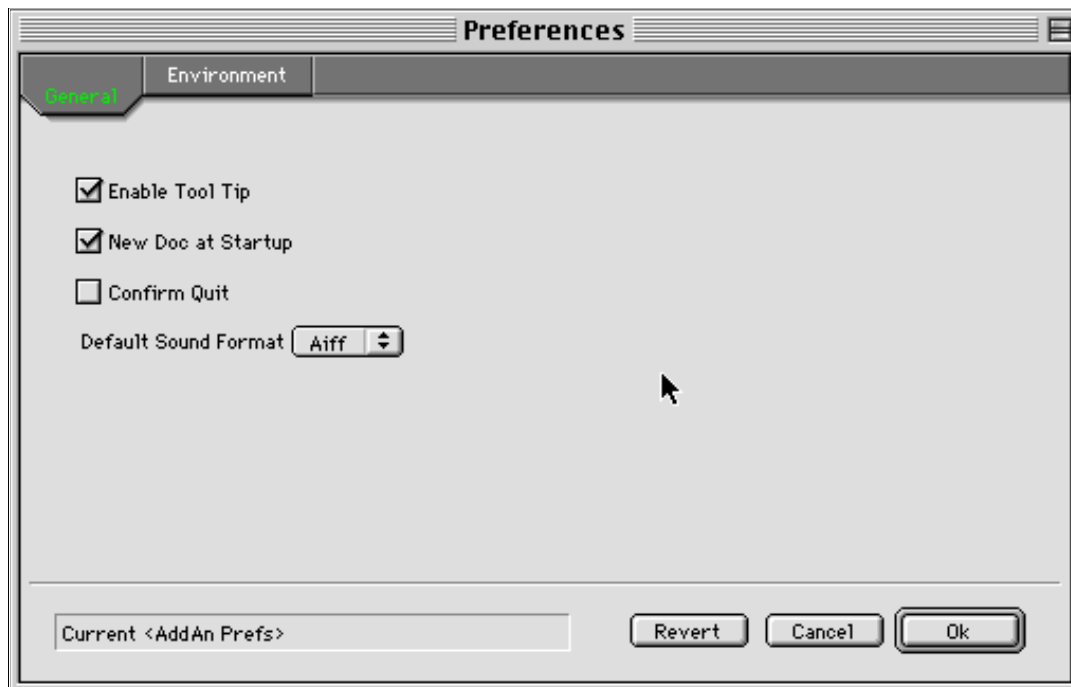 Preferences
General
Environment
Enable Tool Tip
New Doc at Startup
Confirm Quit
Default Sound Format Aiff
Current <AddAn Prefs>
Revert Cancel Ok